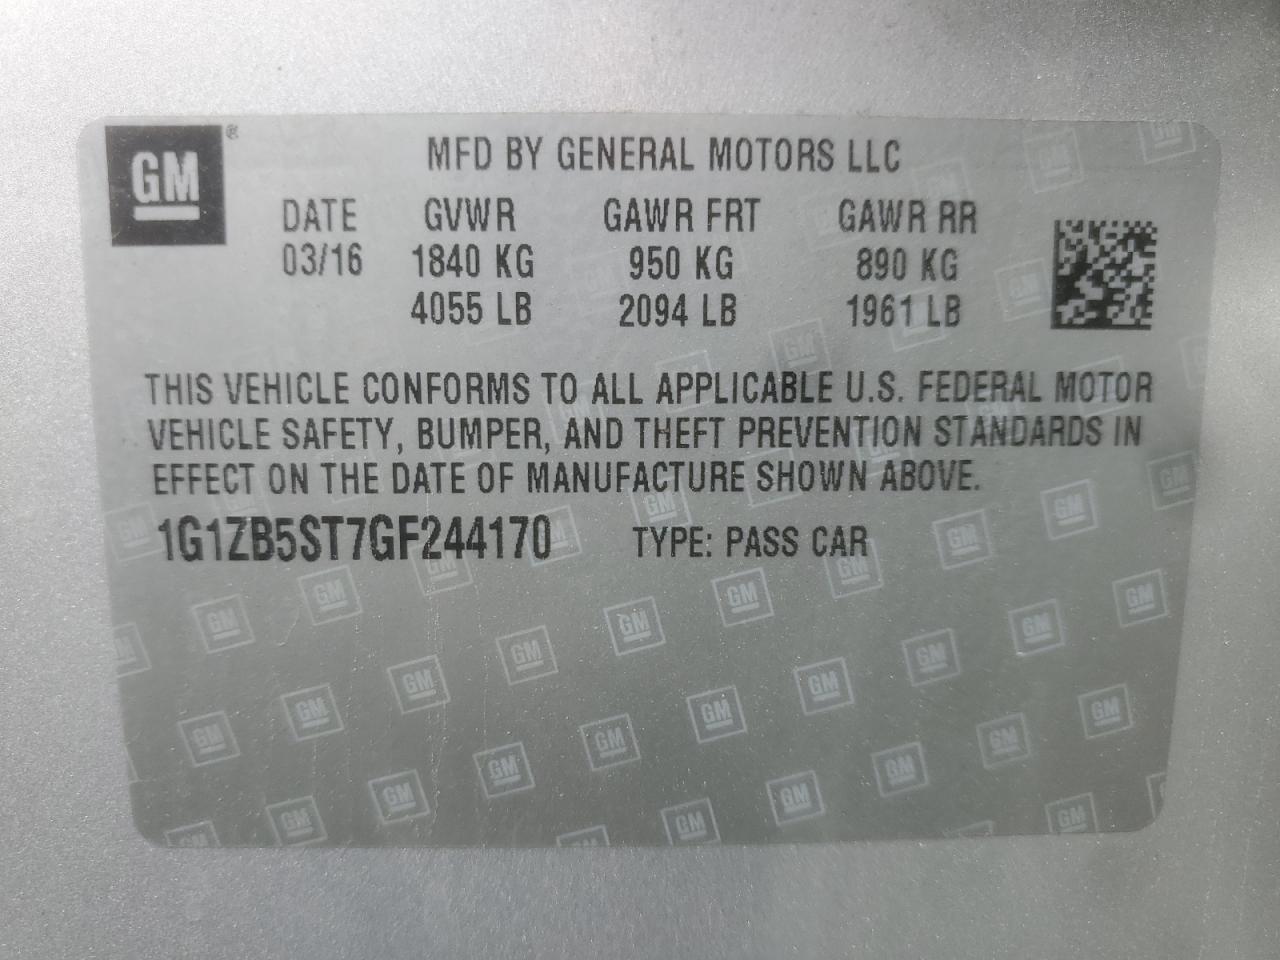 GM®
MFD BY GENERAL MOTORS LLC
DATE GVWR GAWR FRT GAWR RR
03/16 1840 KG 950 KG 890 KG
4055 LB 2094 LB 1961 LB
THIS VEHICLE CONFORMS TO ALL APPLICABLE U.S. FEDERAL MOTOR
VEHICLE SAFETY, BUMPER, AND THEFT PREVENTION STANDARDS IN
EFFECT ON THE DATE OF MANUFACTURE SHOWN ABOVE.
1G1ZB5ST7GF244170 TYPE: PASS CAR